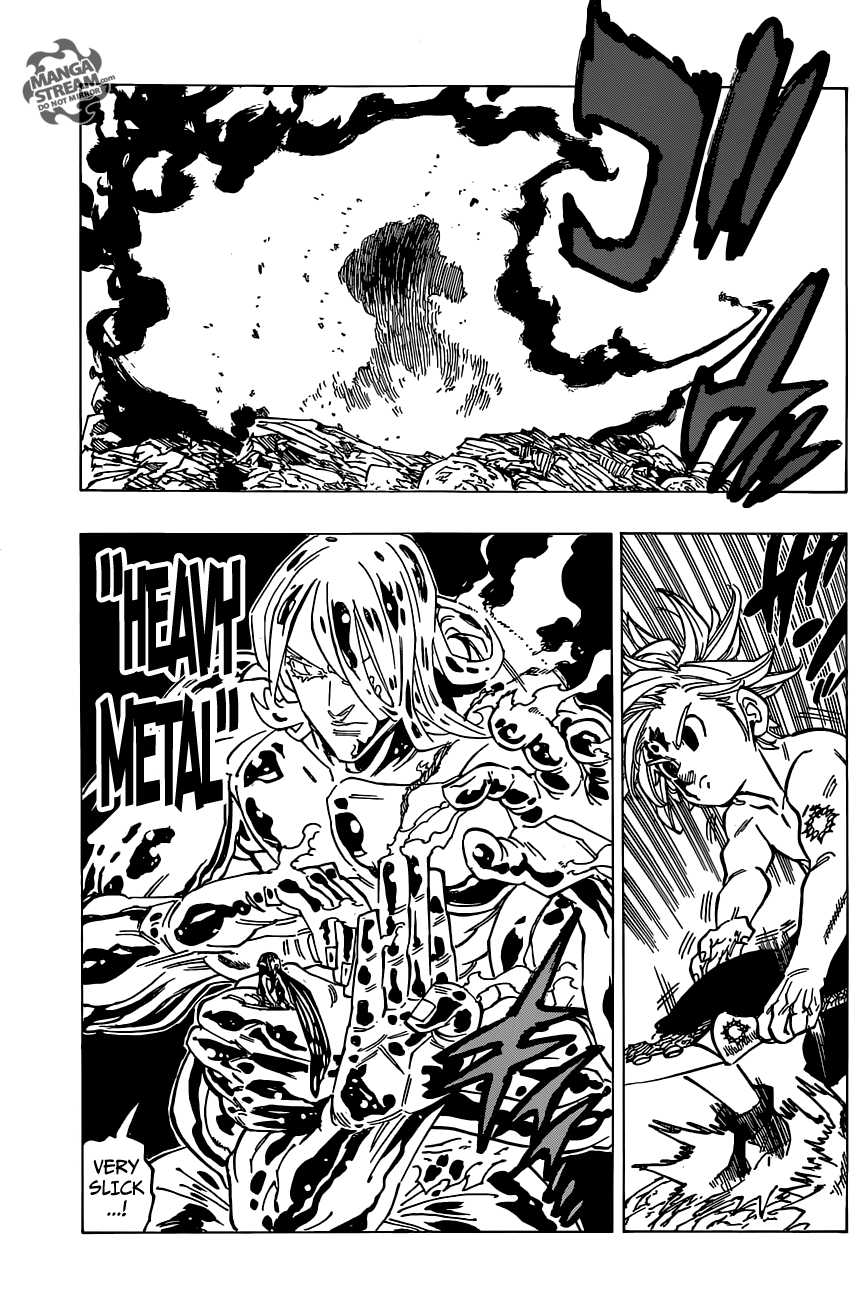 MANGA
STREAM.com
DO NOT MIRROR
"HEAVY
METAL"
VERY
SLICK
...!